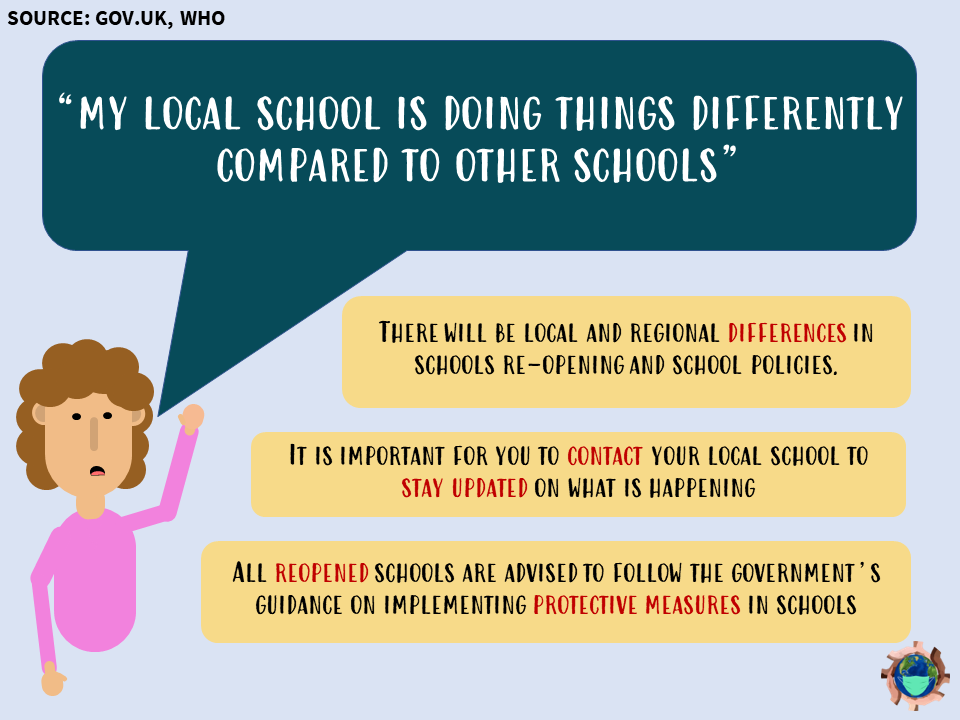 SOURCE: GOV.UK, WHO
“MY LOCAL SCHOOL IS DOING THINGS DIFFERENTLY
COMPARED TO OTHER SCHOOLS”
THERE WILL BE LOCAL AND REGIONAL DIFFERENCES IN
SCHOOLS RE-OPENING AND SCHOOL POLICIES.
IT IS IMPORTANT FOR YOU TO CONTACT YOUR LOCAL SCHOOL TO
STAY UPDATED ON WHAT IS HAPPENING
ALL REOPENED SCHOOLS ARE ADVISED TO FOLLOW THE GOVERNMENT'S
GUIDANCE ON IMPLEMENTING PROTECTIVE MEASURES IN SCHOOLS